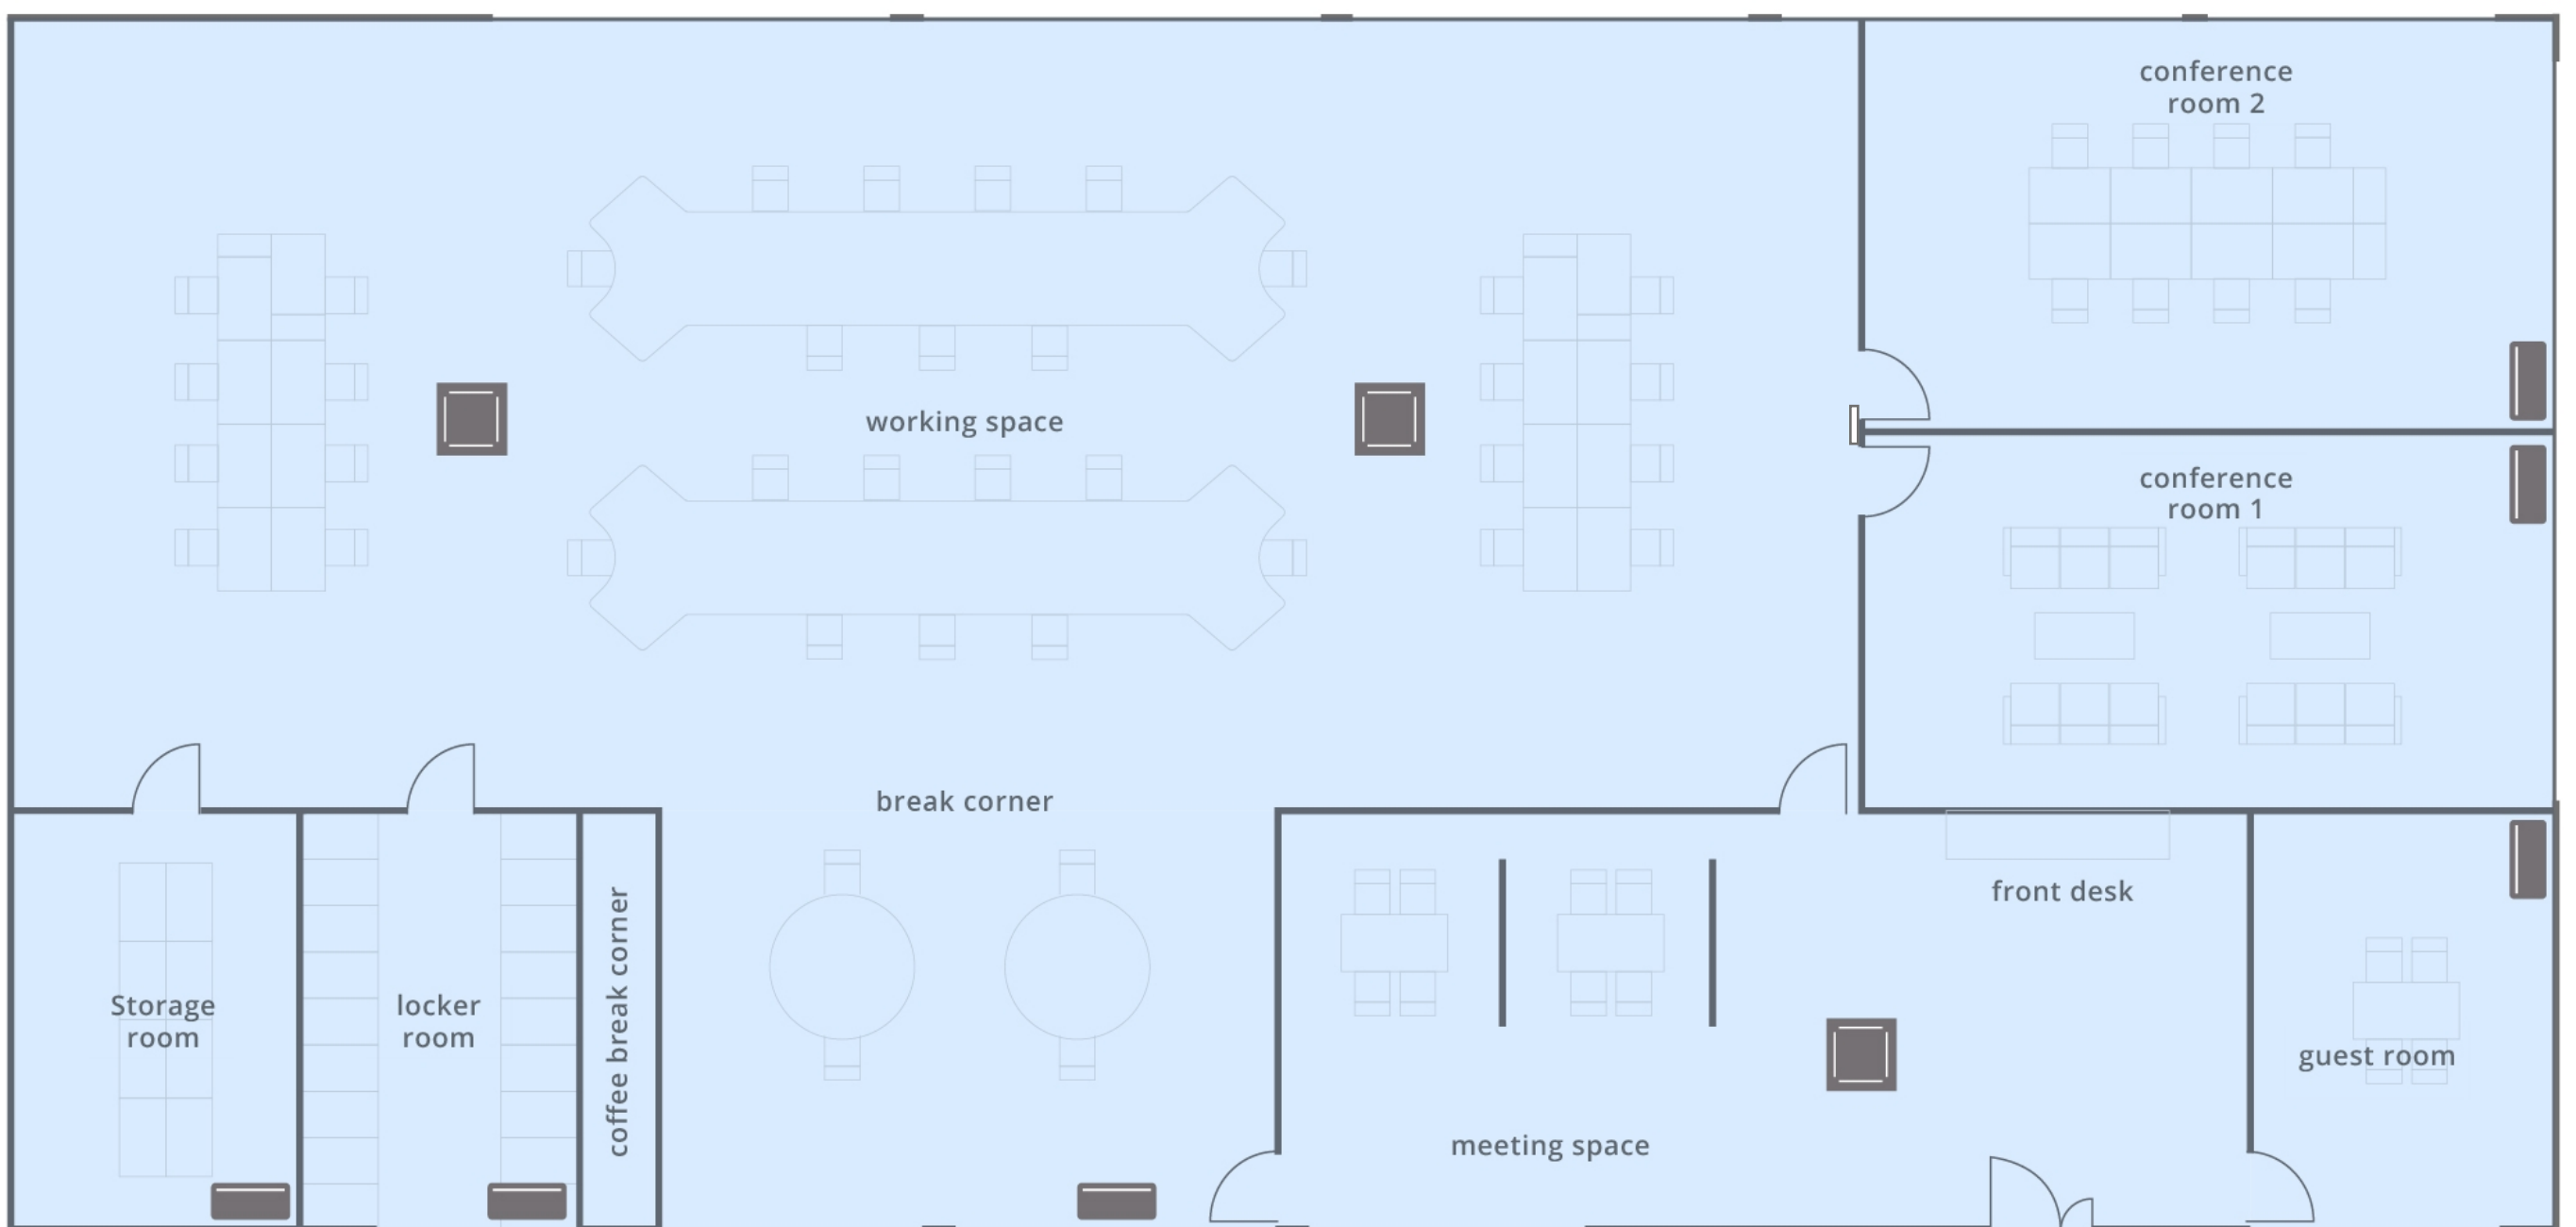 conference
room 2
working space
conference
room 1
break corner
front desk
coffee break corner
Storage
room
locker
room
guest room
meeting space